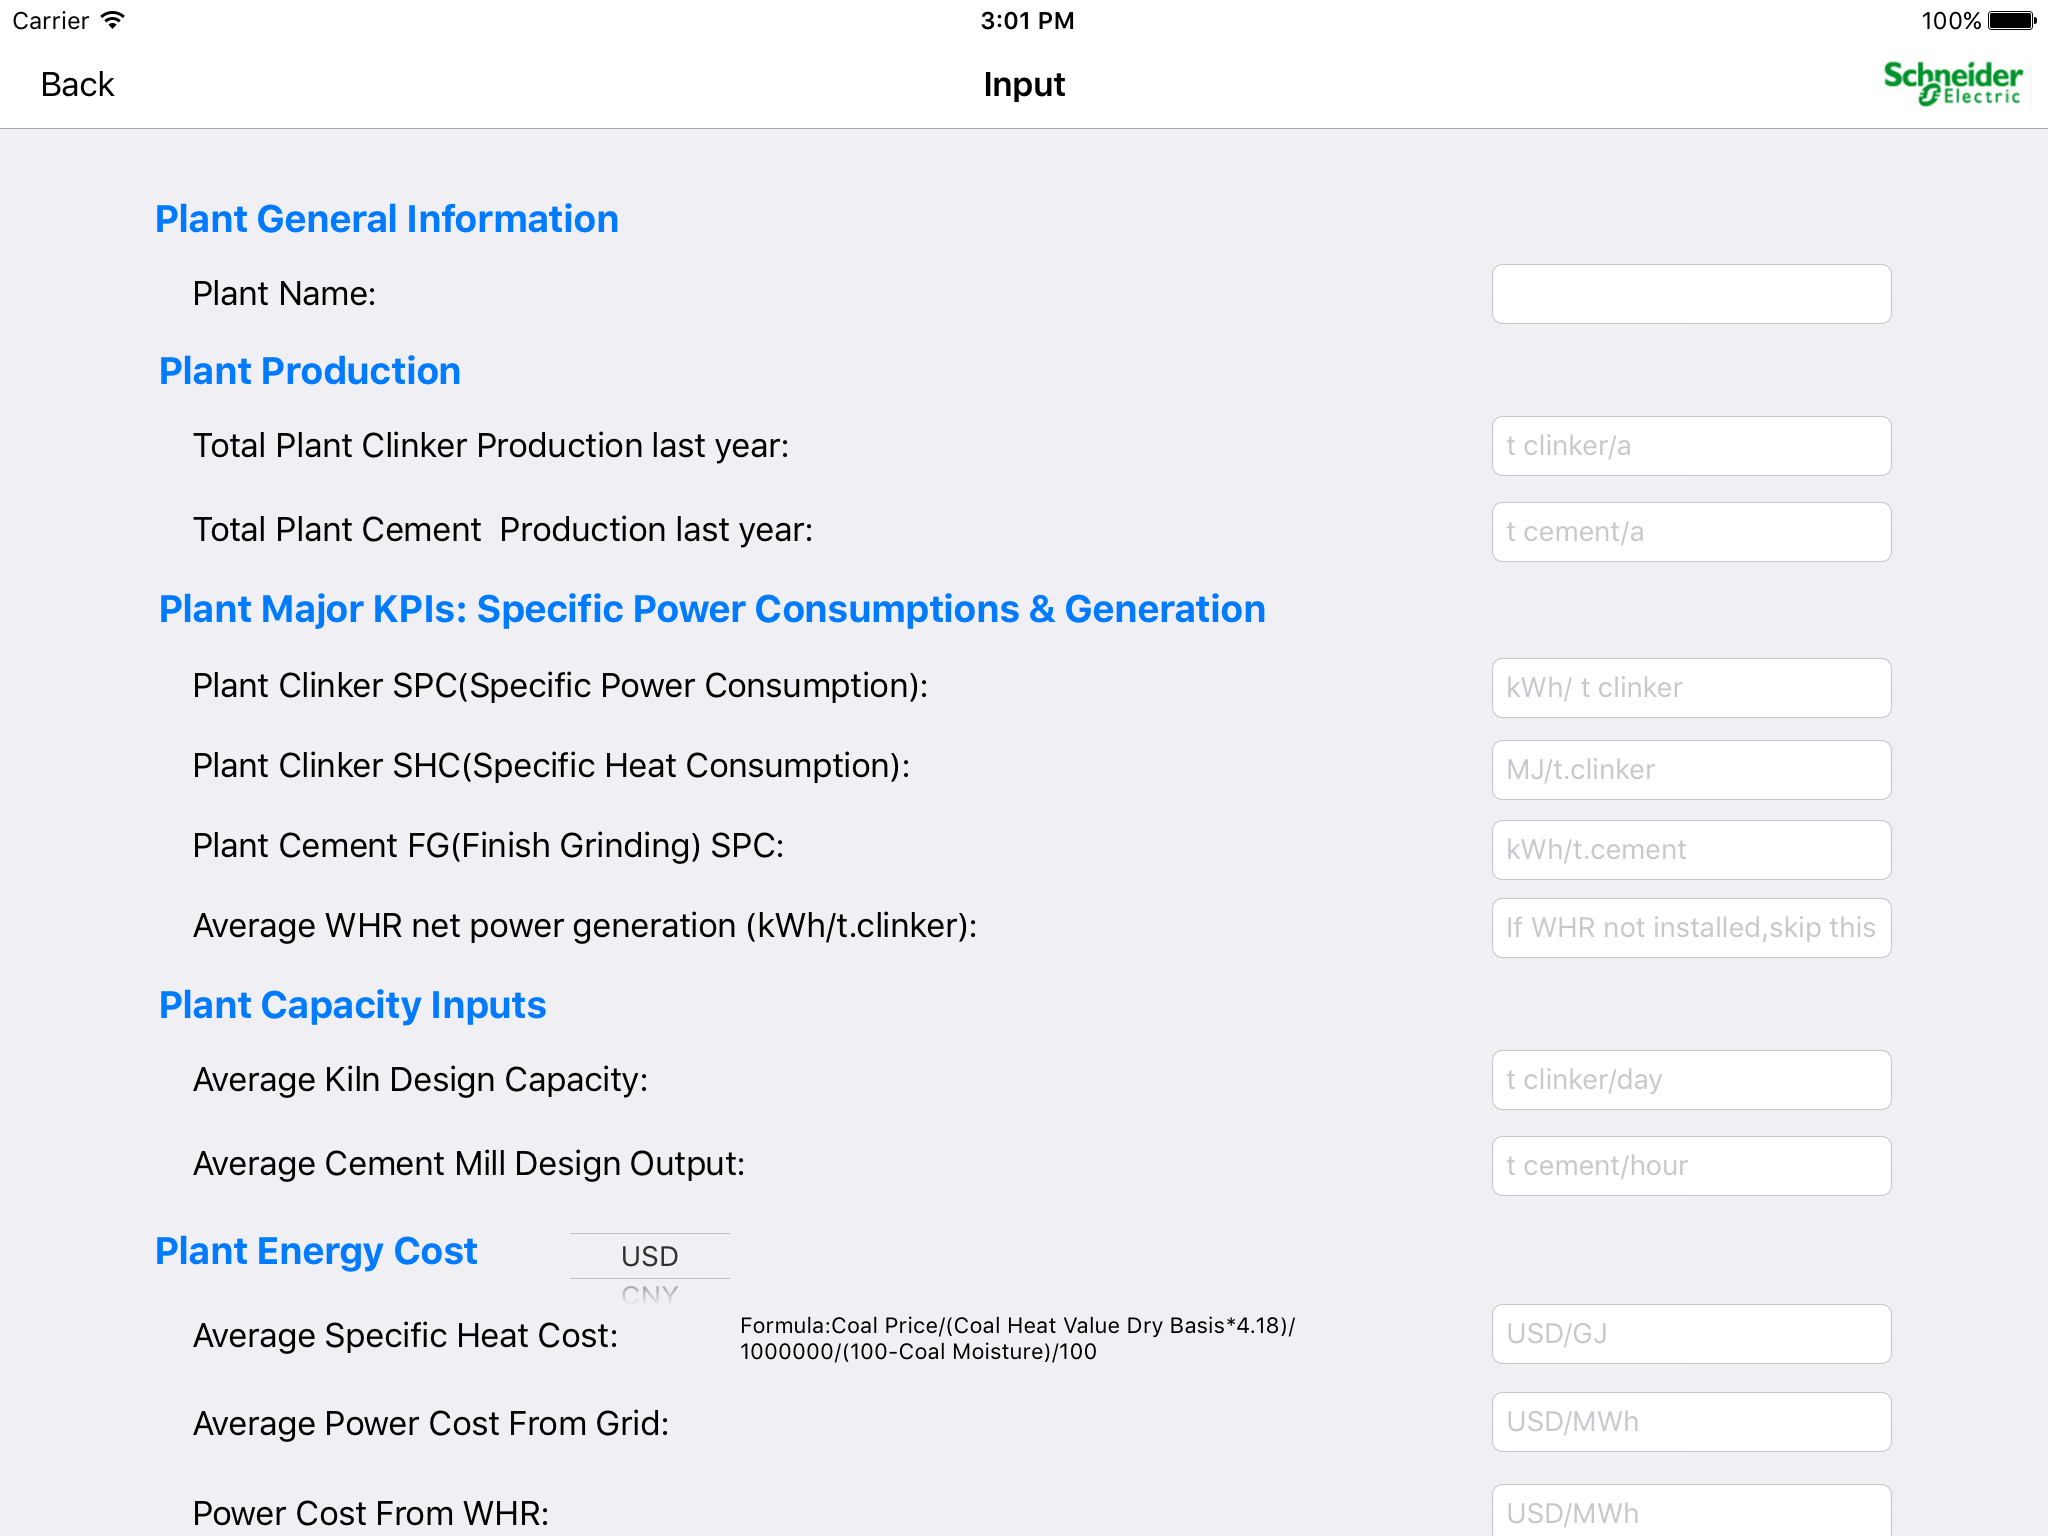 Carrier 3:01 PM 100%
Back Input Schneider Electric
Plant General Information
Plant Name:
Plant Production
Total Plant Clinker Production last year: t clinker/a
Total Plant Cement  Production last year: t cement/a
Plant Major KPIs: Specific Power Consumptions & Generation
Plant Clinker SPC(Specific Power Consumption): kWh/ t clinker
Plant Clinker SHC(Specific Heat Consumption): MJ/t.clinker
Plant Cement FG(Finish Grinding) SPC: kWh/t.cement
Average WHR net power generation (kWh/t.clinker): If WHR not installed,skip this
Plant Capacity Inputs
Average Kiln Design Capacity: t clinker/day
Average Cement Mill Design Output: t cement/hour
Plant Energy Cost USD
CNY
Average Specific Heat Cost: Formula:Coal Price/(Coal Heat Value Dry Basis*4.18)/
1000000/(100-Coal Moisture)/100 USD/GJ
Average Power Cost From Grid: USD/MWh
Power Cost From WHR: USD/MWh